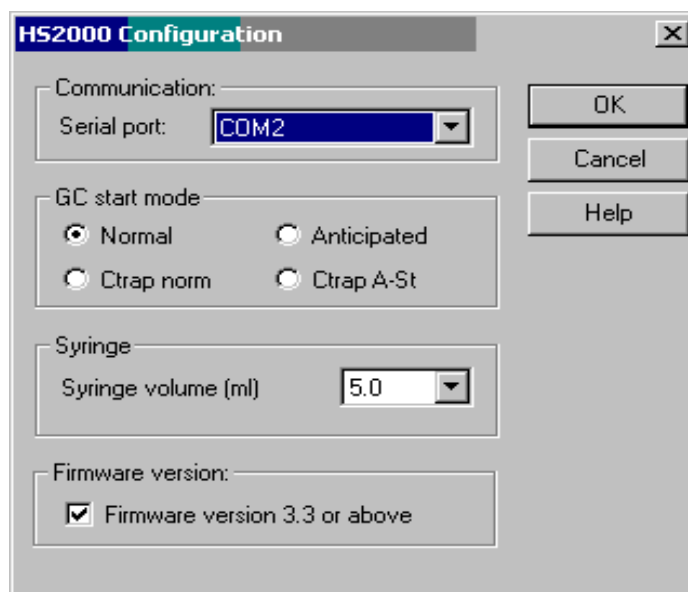 HS2000 Configuration
Communication:
Serial port: COM2
OK
Cancel
Help
GC start mode
Normal Anticipated
Ctrap norm Ctrap A-St
Syringe
Syringe volume (ml) 5.0
Firmware version:
Firmware version 3.3 or above